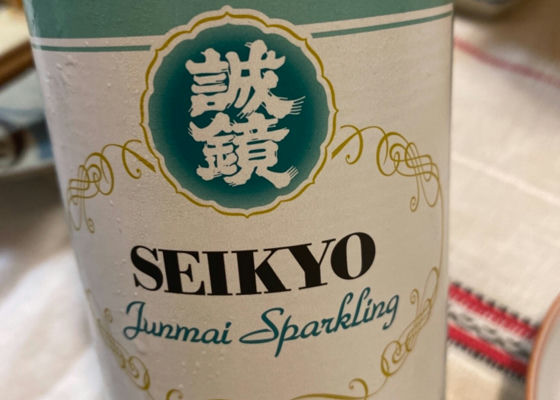 誠鏡
SEIKYO
Junmai Sparkling